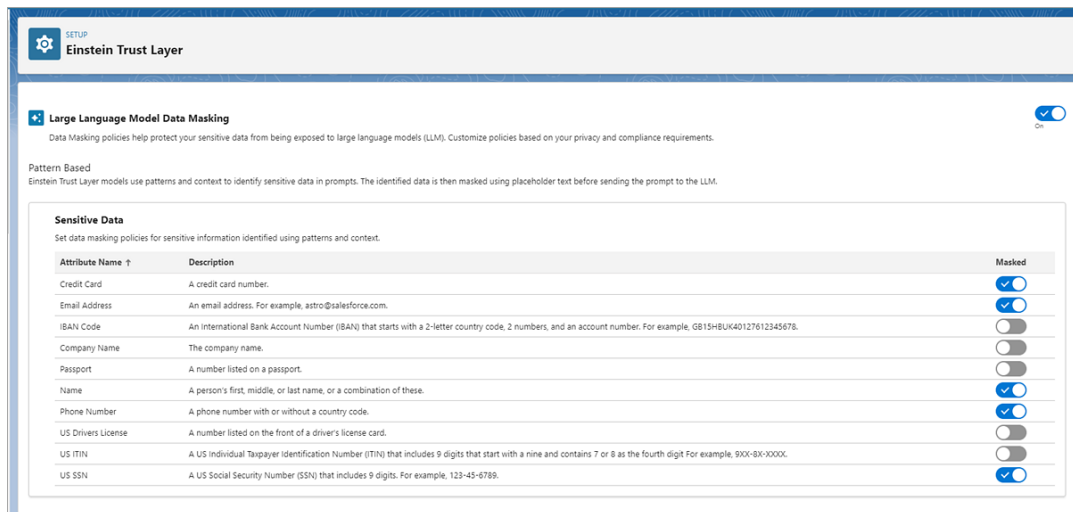 SETUP
Einstein Trust Layer
Large Language Model Data Masking
On
Data Masking policies help protect your sensitive data from being exposed to large language models (LLM). Customize policies based on your privacy and compliance requirements.
Pattern Based
Einstein Trust Layer models use patterns and context to identify sensitive data in prompts. The identified data is then masked using placeholder text before sending the prompt to the LLM.
Sensitive Data
Set data masking policies for sensitive information identified using patterns and context.
Attribute Name ↑ Description Masked
Credit Card A credit card number.
Email Address An email address. For example, astro@salesforce.com.
IBAN Code An International Bank Account Number (IBAN) that starts with a 2-letter country code, 2 numbers, and an account number. For example, GB15HBUK40127612345678.
Company Name The company name.
Passport A number listed on a passport.
Name A person's first, middle, or last name, or a combination of these.
Phone Number A phone number with or without a country code.
US Drivers License A number listed on the front of a driver's license card.
US ITIN A US Individual Taxpayer Identification Number (ITIN) that includes 9 digits that start with a nine and contains 7 or 8 as the fourth digit For example, 9XX-8X-XXXX.
US SSN A US Social Security Number (SSN) that includes 9 digits. For example, 123-45-6789.